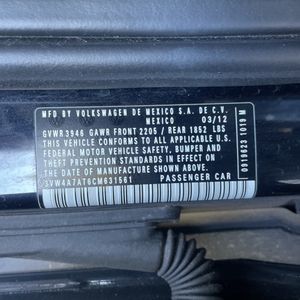 MFD BY VOLKSWAGEN DE MEXICO S.A. DE C.V.
MEXICO 03/12
GVWR 3946 GAWR FRONT 2205 / REAR 1852 LBS
THIS VEHICLE CONFORMS TO ALL APPLICABLE U.S.
FEDERAL MOTOR VEHICLE SAFETY, BUMPER AND
THEFT PREVENTION STANDARDS IN EFFECT ON THE
DATE OF MANUFACTURE SHOWN ABOVE.
3VW4A7AT6CM631561
PASSENGER CAR
0019623 1019 M